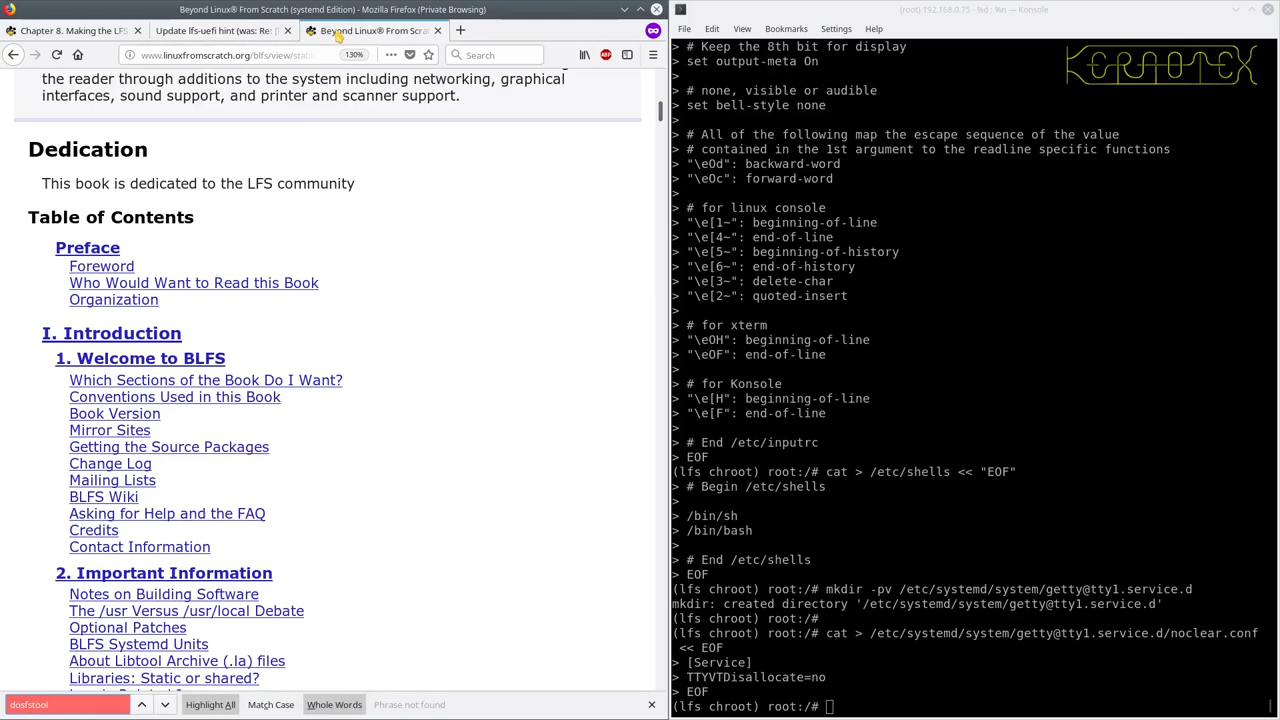 Beyond Linux® From Scratch (systemd Edition) - Mozilla Firefox (Private Browsing)
Chapter 8. Making the LFS
Update lfs-uefi hint (was: Re: [
Beyond Linux® From Scra
www.linuxfromscratch.org/blfs/view/stab
130%
Search
the reader through additions to the system including networking, graphical
interfaces, sound support, and printer and scanner support.
Dedication
This book is dedicated to the LFS community
Table of Contents
Preface
Foreword
Who Would Want to Read this Book
Organization
I. Introduction
1. Welcome to BLFS
Which Sections of the Book Do I Want?
Conventions Used in this Book
Book Version
Mirror Sites
Getting the Source Packages
Change Log
Mailing Lists
BLFS Wiki
Asking for Help and the FAQ
Credits
Contact Information
2. Important Information
Notes on Building Software
The /usr Versus /usr/local Debate
Optional Patches
BLFS Systemd Units
About Libtool Archive (.la) files
Libraries: Static or shared?
dosfstool
Highlight All
Match Case
Whole Words
Phrase not found
(root) 192.168.0.75 - %d : %n — Konsole
File Edit View Bookmarks Settings Help
KERNOTEX
> # Keep the 8th bit for display
> set output-meta On
>
> # none, visible or audible
> set bell-style none
>
> # All of the following map the escape sequence of the value
> # contained in the 1st argument to the readline specific functions
> "\eOd": backward-word
> "\eOc": forward-word
>
> # for linux console
> "\e[1~": beginning-of-line
> "\e[4~": end-of-line
> "\e[5~": beginning-of-history
> "\e[6~": end-of-history
> "\e[3~": delete-char
> "\e[2~": quoted-insert
>
> # for xterm
> "\eOH": beginning-of-line
> "\eOF": end-of-line
>
> # for Konsole
> "\e[H": beginning-of-line
> "\e[F": end-of-line
>
> # End /etc/inputrc
> EOF
(lfs chroot) root:/# cat > /etc/shells << "EOF"
> # Begin /etc/shells
>
> /bin/sh
> /bin/bash
>
> # End /etc/shells
> EOF
(lfs chroot) root:/# mkdir -pv /etc/systemd/system/getty@tty1.service.d
mkdir: created directory '/etc/systemd/system/getty@tty1.service.d'
(lfs chroot) root:/#
(lfs chroot) root:/# cat > /etc/systemd/system/getty@tty1.service.d/noclear.conf
<< EOF
> [Service]
> TTYVTDisallocate=no
> EOF
(lfs chroot) root:/#